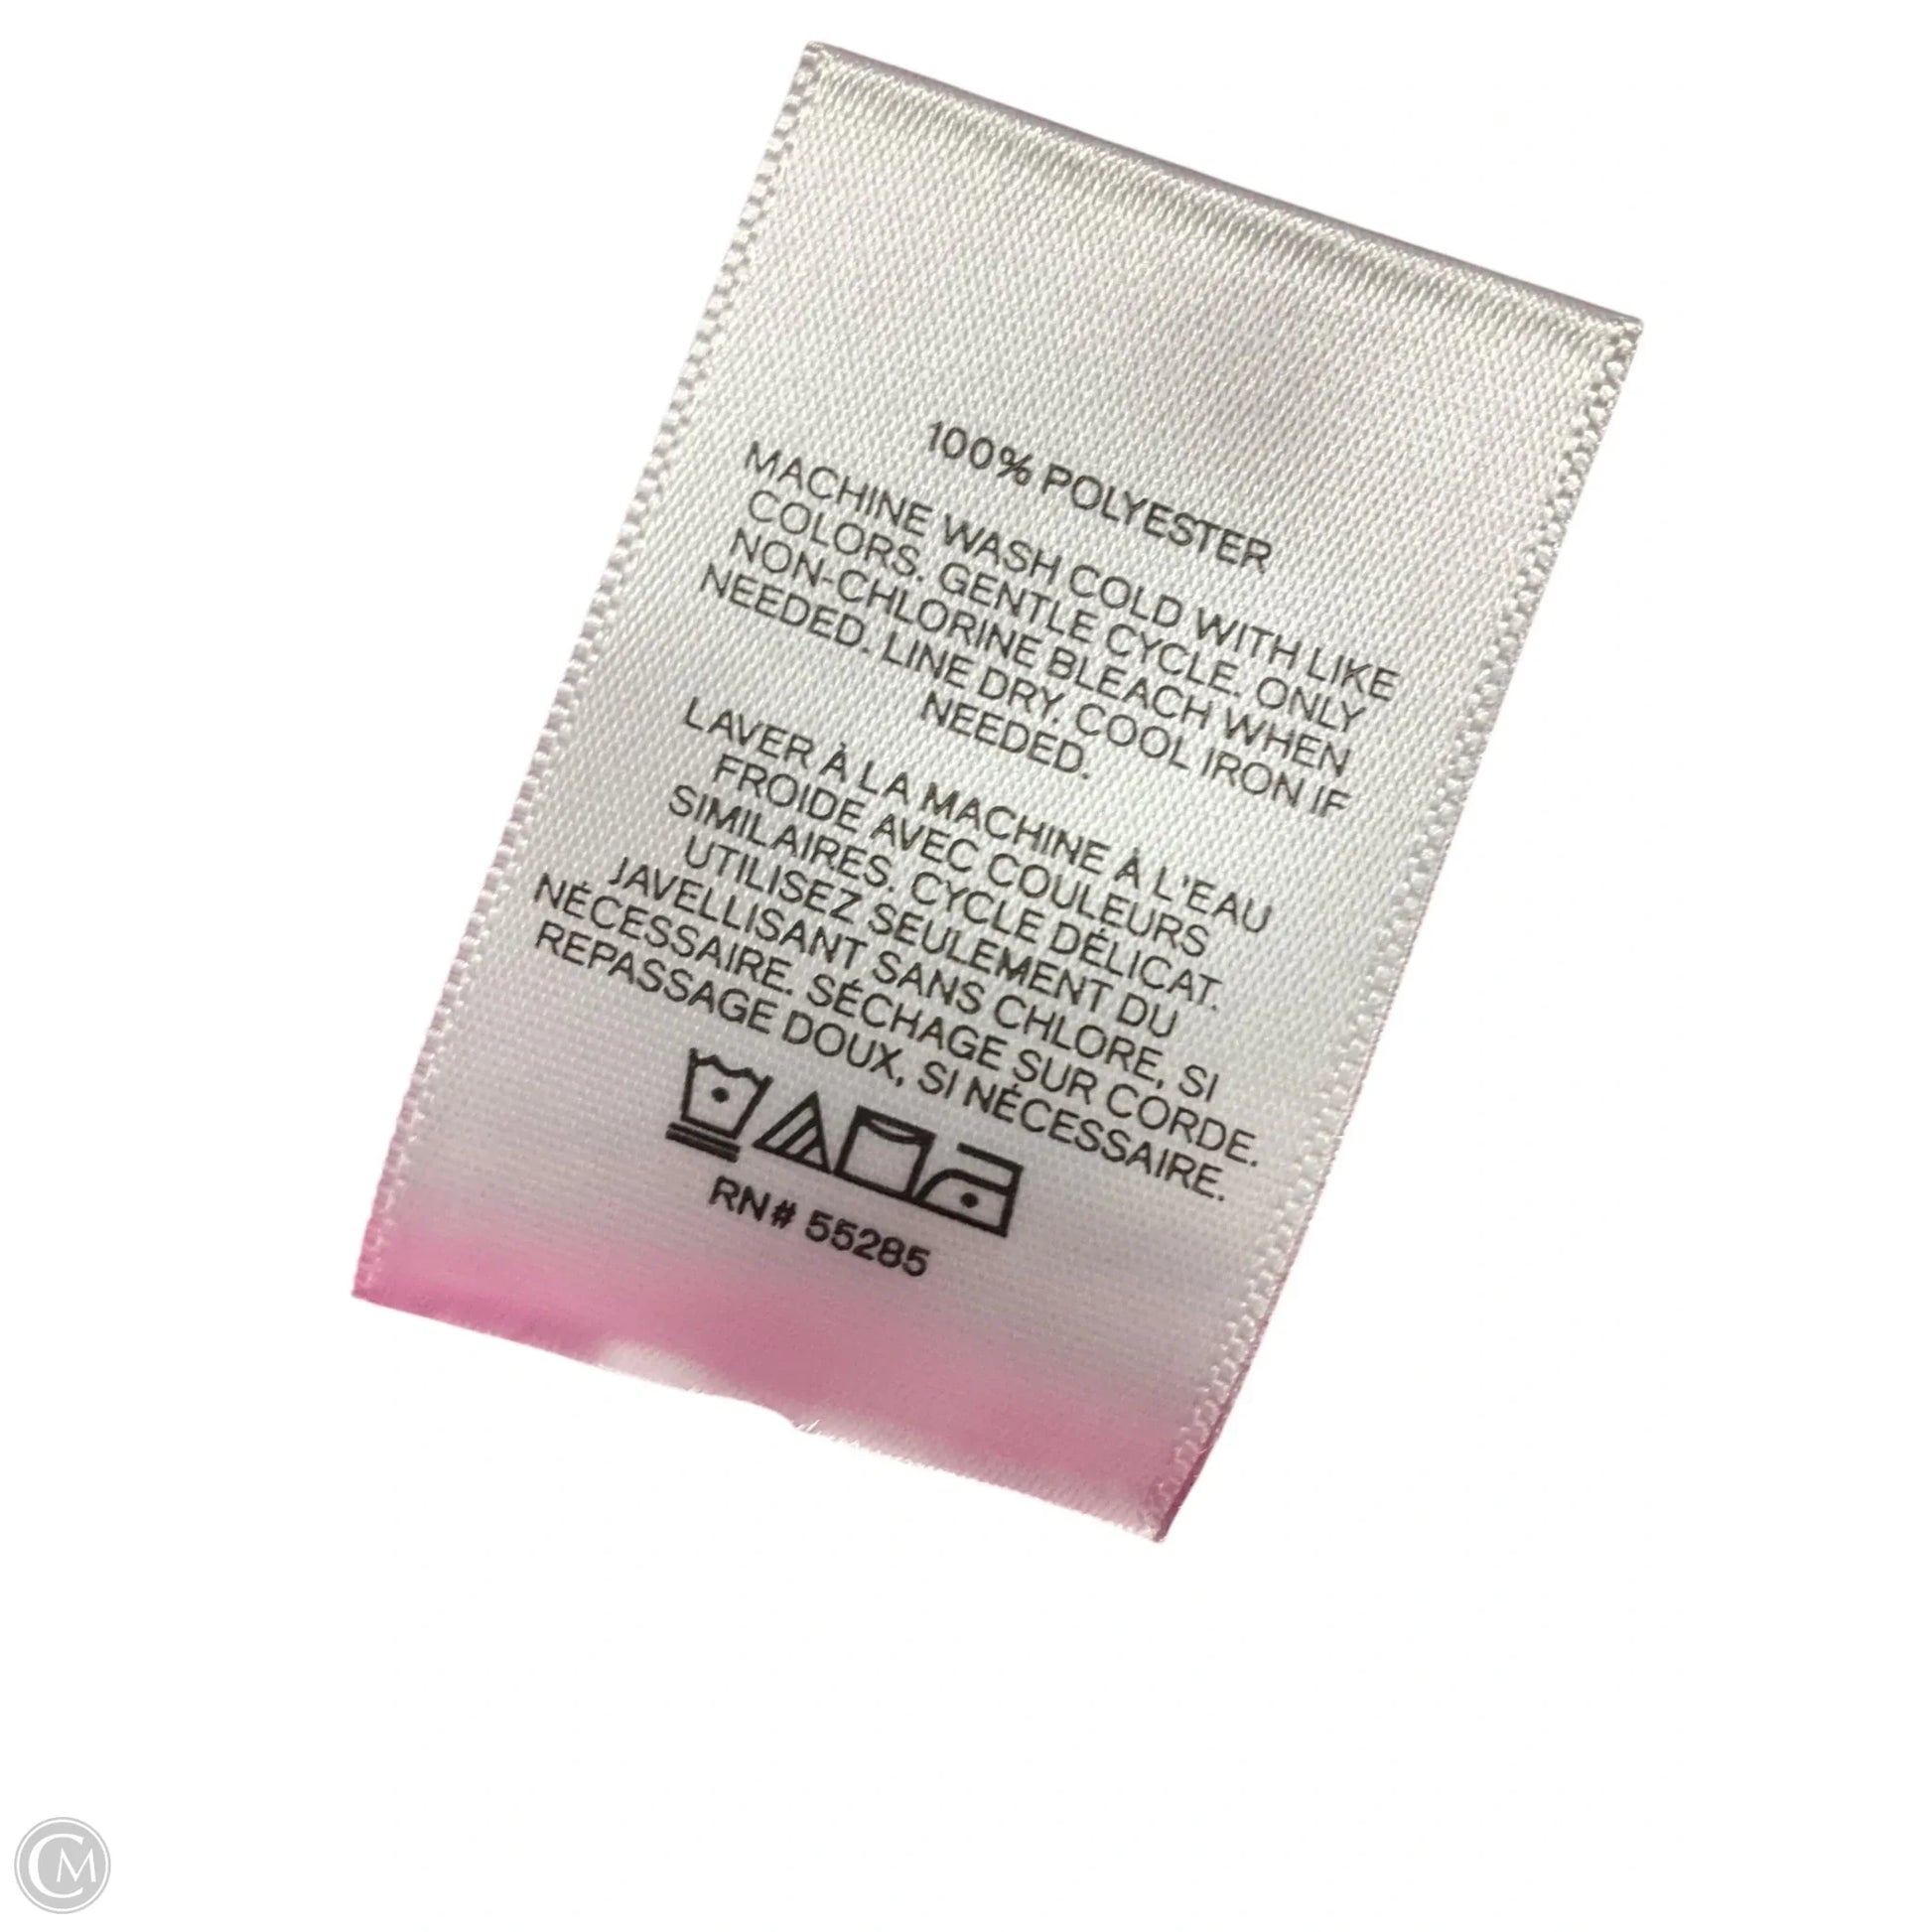 100% POLYESTER
MACHINE WASH COLD WITH LIKE
COLORS. GENTLE CYCLE. ONLY
NON-CHLORINE BLEACH WHEN
NEEDED. LINE DRY. COOL IRON IF
NEEDED.
LAVER À LA MACHINE À L'EAU
FROIDE AVEC COULEURS
SIMILAIRES. CYCLE DÉLICAT.
UTILISEZ SEULEMENT DU
JAVELLISANT SANS CHLORE, SI
NÉCESSAIRE. SÉCHAGE SUR CORDE.
REPASSAGE DOUX, SI NÉCESSAIRE.
RN# 55285
CM